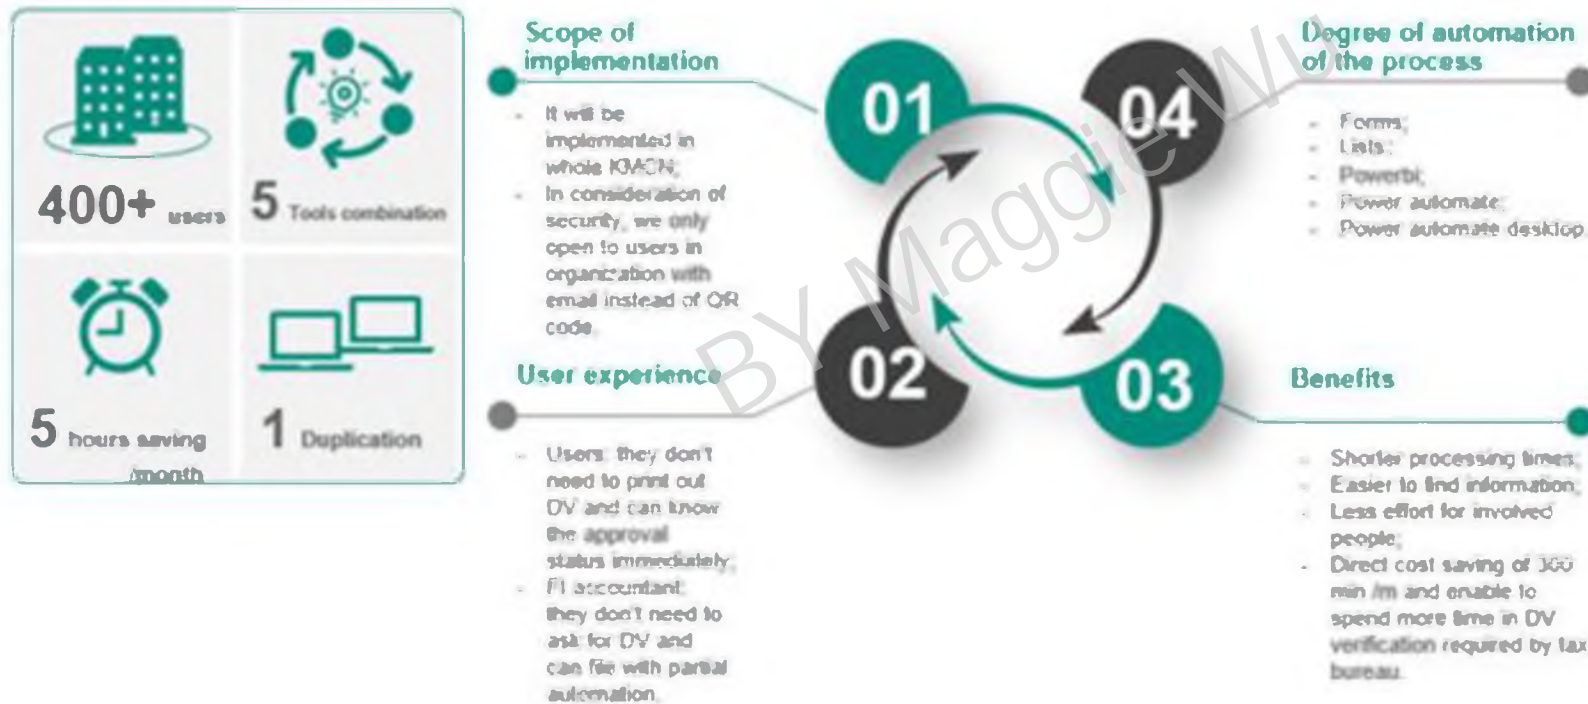 400+ users
5 Tools combination
5 hours saving
/month
1 Duplication
Scope of
implementation
- It will be
implemented in
whole KMCN;
- In consideration of
security, we only
open to users in
organization with
email instead of QR
code.
User experience
- Users: they don't
need to print out
DV and can know
the approval
status immediately;
- FI accountant:
they don't need to
ask for DV and
can file with partial
automation.
01
02
03
04
Degree of automation
of the process
- Forms;
- Lists;
- Powerbi;
- Power automate;
- Power automate desktop.
Benefits
- Shorter processing times;
- Easier to find information;
- Less effort for involved
people;
- Direct cost saving of 300
min /m and enable to
spend more time in DV
verification required by tax
bureau.
BY Maggie Wu